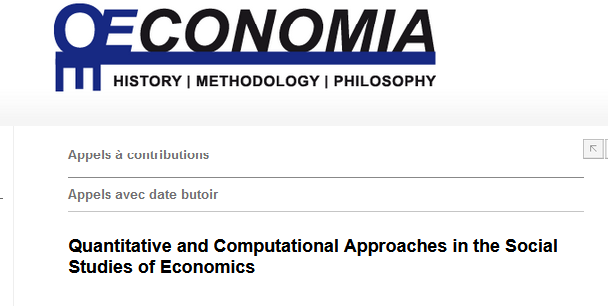 ŒCONOMIA
HISTORY | METHODOLOGY | PHILOSOPHY
Appels à contributions
Appels avec date butoir
Quantitative and Computational Approaches in the Social
Studies of Economics